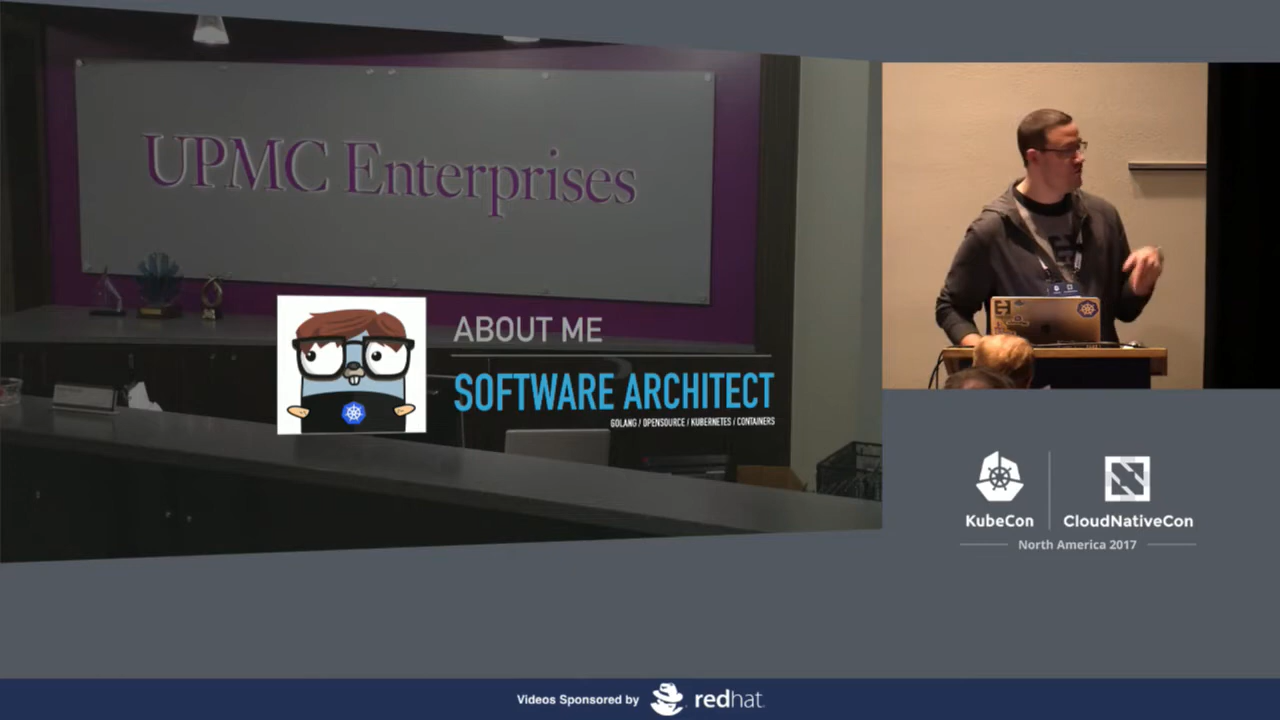 UPMC Enterprises
ABOUT ME
SOFTWARE ARCHITECT
GOLANG / OPENSOURCE / KUBERNETES / CONTAINERS
KubeCon
CloudNativeCon
North America 2017
Videos Sponsored by
redhat.